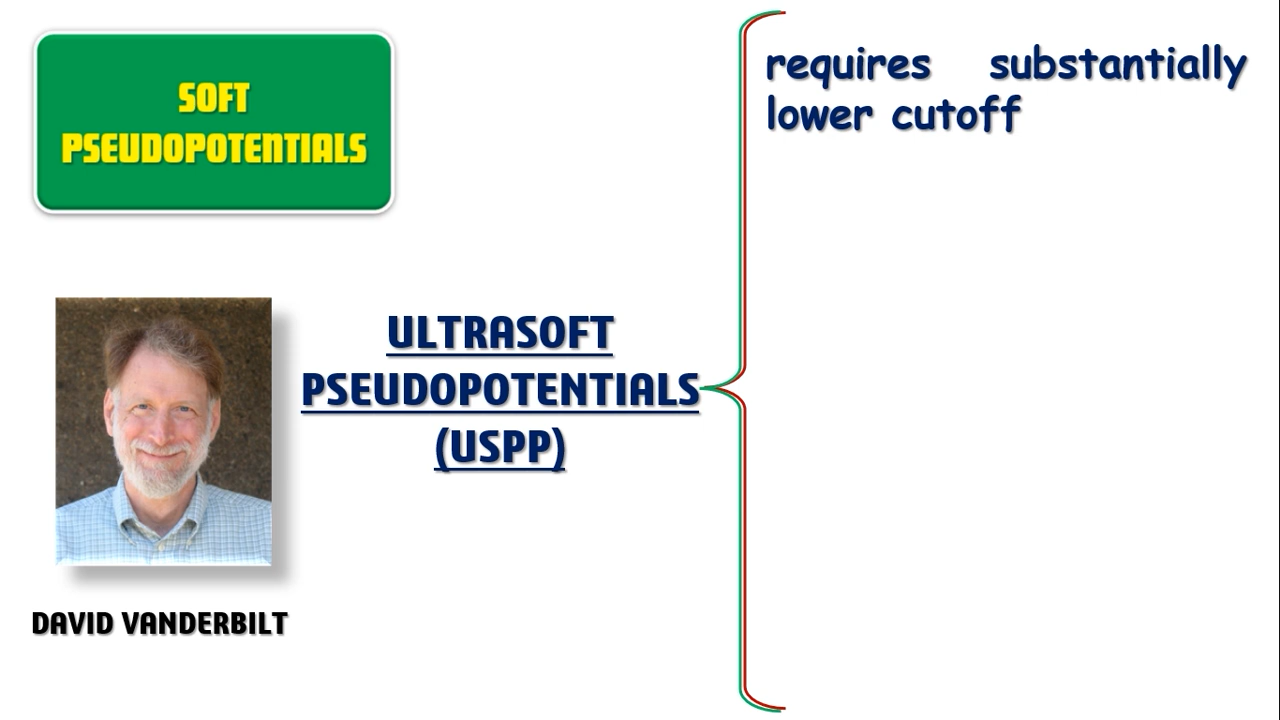 SOFT
PSEUDOPOTENTIALS
requires substantially
lower cutoff
ULTRASOFT
PSEUDOPOTENTIALS
(USPP)
DAVID VANDERBILT